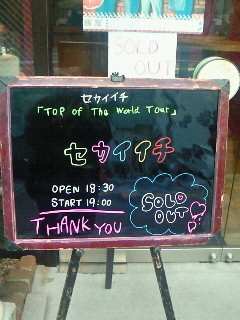 SOLD
OUT
セカイイチ
「TOP of The World Tour」
セカイイチ
OPEN 18:30
START 19:00
SOLD
OUT
THANK YOU